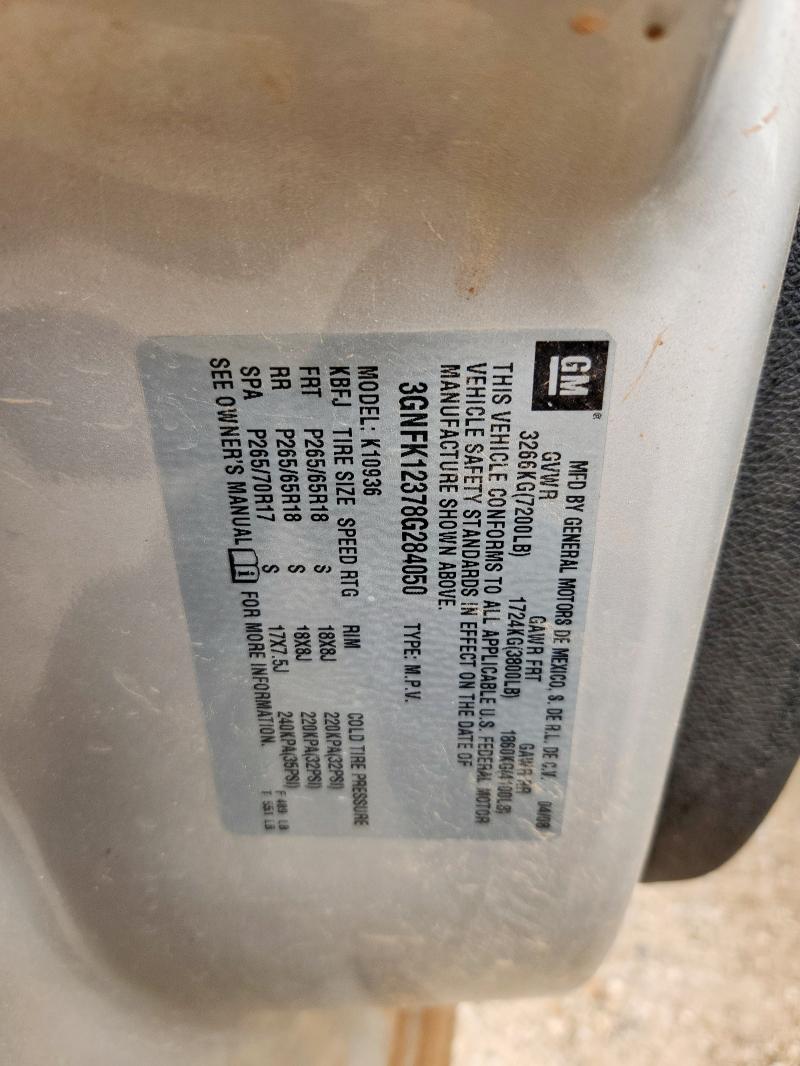 GM®
MFD BY GENERAL MOTORS DE MEXICO, S. DE R.L. DE C.V. 04/08
GVWR GAWR FRT GAWR RR
3266KG(7200LB) 1724KG(3800LB) 1860KG(4100LB)
THIS VEHICLE CONFORMS TO ALL APPLICABLE U.S. FEDERAL MOTOR
VEHICLE SAFETY STANDARDS IN EFFECT ON THE DATE OF
MANUFACTURE SHOWN ABOVE.
3GNFK12378G284050 TYPE: M.P.V.
MODEL: K10936
KBFJ TIRE SIZE SPEED RTG RIM COLD TIRE PRESSURE
FRT P265/65R18 S 18X8J 220KPA(32PSI)
RR P265/65R18 S 18X8J 220KPA(32PSI)
SPA P265/70R17 S 17X7.5J 240KPA(35PSI) F LB
SEE OWNER'S MANUAL i FOR MORE INFORMATION. T 551 LB